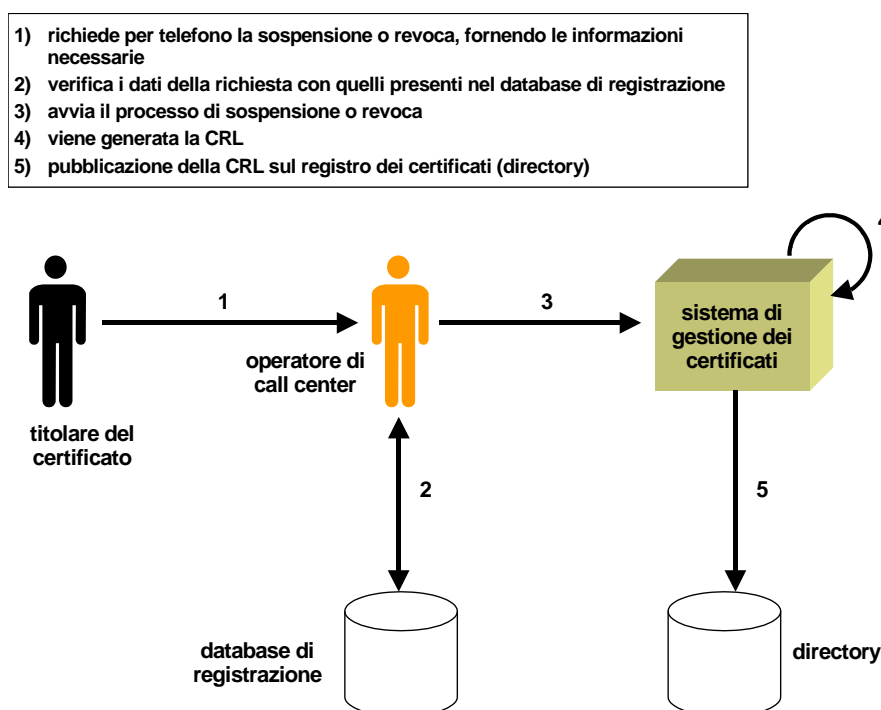 1) richiede per telefono la sospensione o revoca, fornendo le informazioni
necessarie
2) verifica i dati della richiesta con quelli presenti nel database di registrazione
3) avvia il processo di sospensione o revoca
4) viene generata la CRL
5) pubblicazione della CRL sul registro dei certificati (directory)
1
3
sistema di
gestione dei
certificati
operatore di
call center
titolare del
certificato
2
5
database di
registrazione
directory